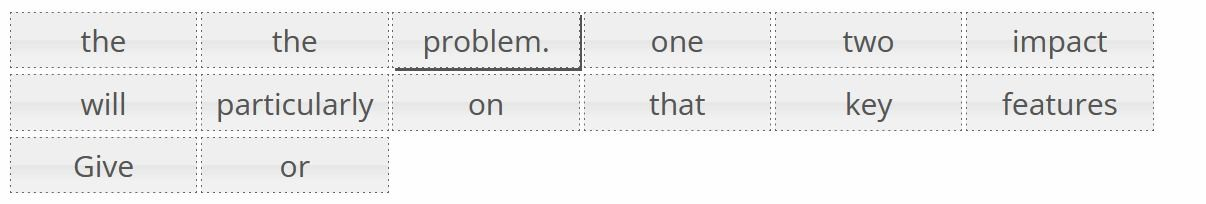 the the problem. one two impact
will particularly on that key features
Give or